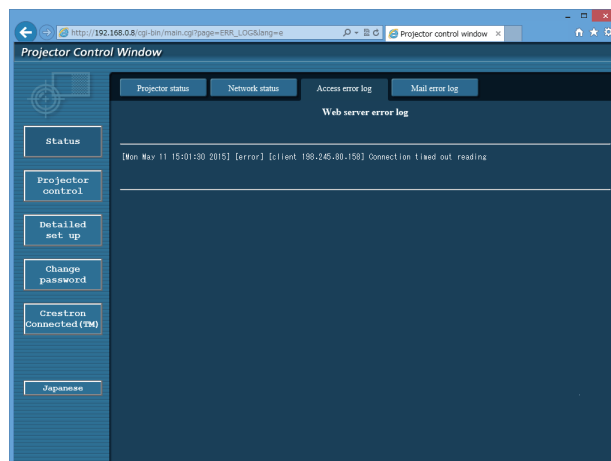 http://192.168.0.8/cgi-bin/main.cgi?page=ERR_LOG&lang=e
Projector control window
Projector Control Window
Projector status
Network status
Access error log
Mail error log
Web server error log
[Mon May 11 15:01:30 2015] [error] [client 198.245.80.158] Connection timed out reading
Status
Projector
control
Detailed
set up
Change
password
Crestron
Connected(TM)
Japanese